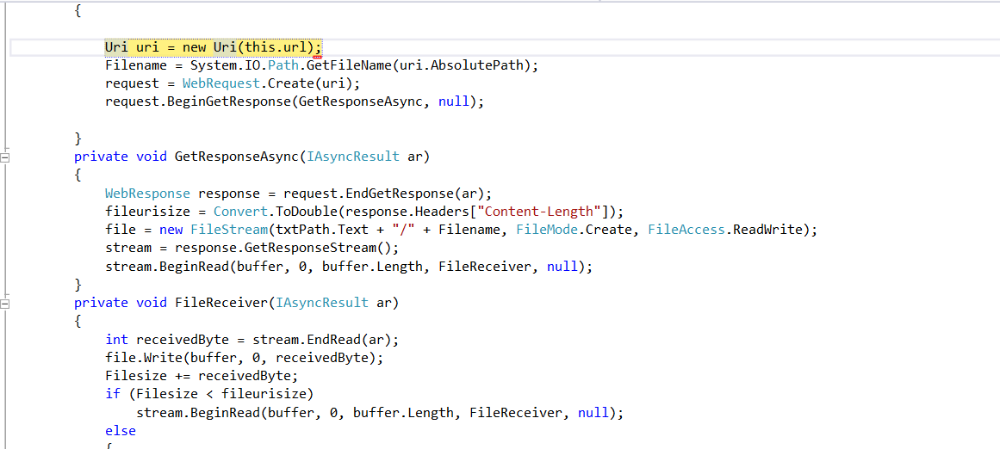 {
Uri uri = new Uri(this.url);
Filename = System.IO.Path.GetFileName(uri.AbsolutePath);
request = WebRequest.Create(uri);
request.BeginGetResponse(GetResponseAsync, null);
}
private void GetResponseAsync(IAsyncResult ar)
{
WebResponse response = request.EndGetResponse(ar);
fileurisize = Convert.ToDouble(response.Headers["Content-Length"]);
file = new FileStream(txtPath.Text + "/" + Filename, FileMode.Create, FileAccess.ReadWrite);
stream = response.GetResponseStream();
stream.BeginRead(buffer, 0, buffer.Length, FileReceiver, null);
}
private void FileReceiver(IAsyncResult ar)
{
int receivedByte = stream.EndRead(ar);
file.Write(buffer, 0, receivedByte);
Filesize += receivedByte;
if (Filesize < fileurisize)
stream.BeginRead(buffer, 0, buffer.Length, FileReceiver, null);
else
{